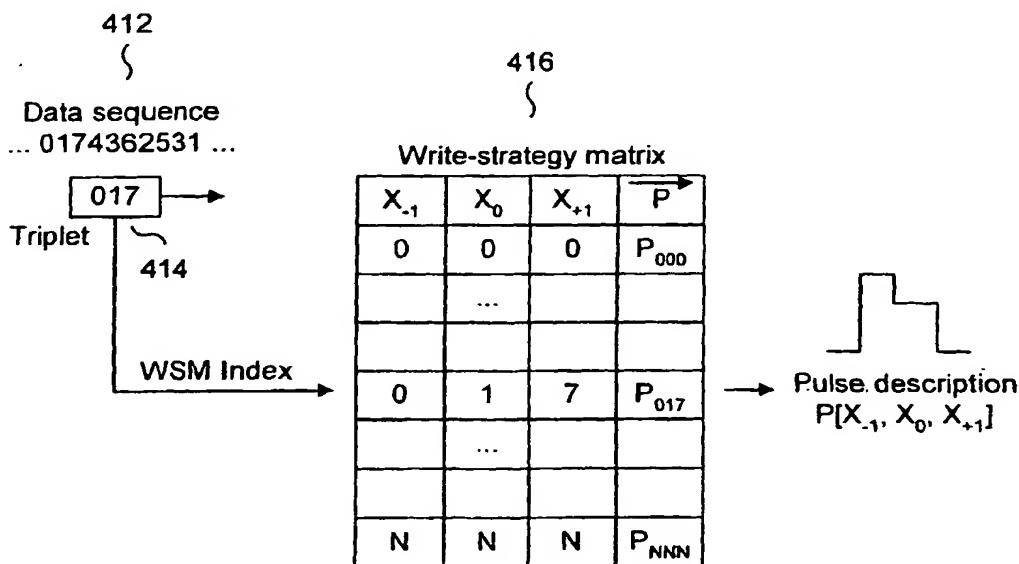 412
Data sequence
... 0174362531 ...
017
Triplet
414
WSM Index
416
Write-strategy matrix
X-1 X0 X+1 P
0 0 0 P000
...
0 1 7 P017
...
N N N PNNN
Pulse. description
P[X-1, X0, X+1]